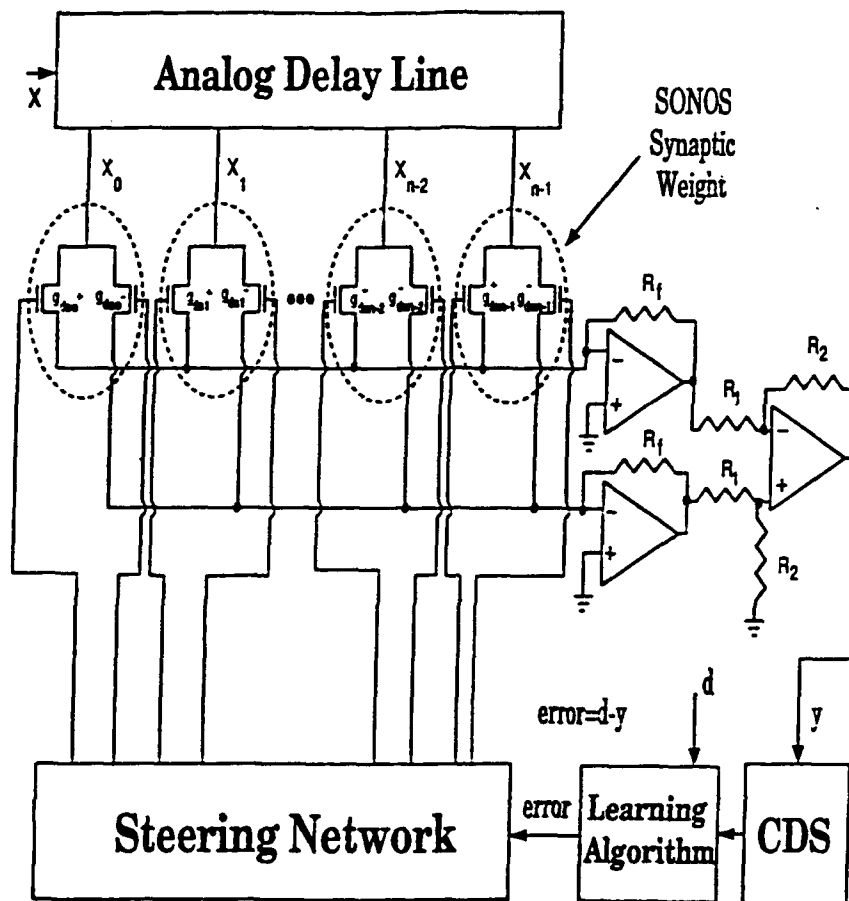 Analog Delay Line
X
SONOS
Synaptic
Weight
X0
X1
Xn-2
Xn-1
Rf
R1
R2
Rf
R1
R2
-
+
-
+
-
+
d
error=d-y
y
Steering Network
error
Learning
Algorithm
CDS